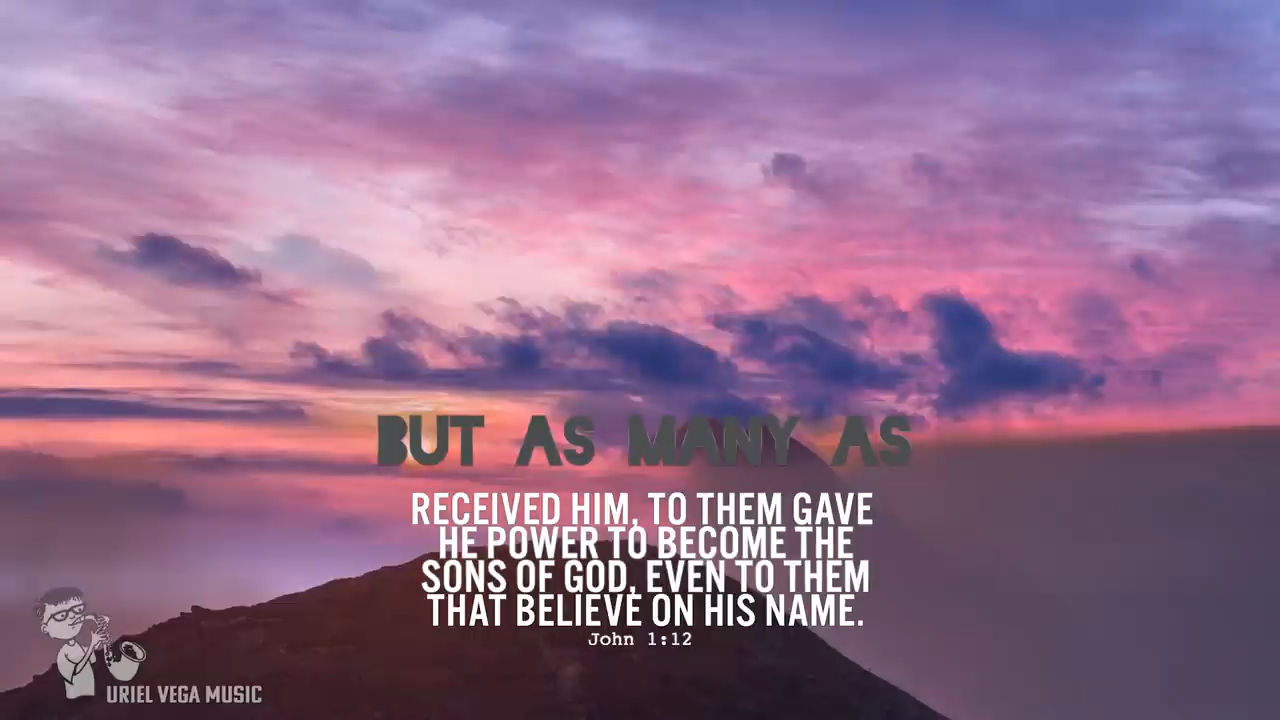 BUT AS MANY AS
RECEIVED HIM, TO THEM GAVE
HE POWER TO BECOME THE
SONS OF GOD, EVEN TO THEM
THAT BELIEVE ON HIS NAME.
John 1:12
URIEL VEGA MUSIC